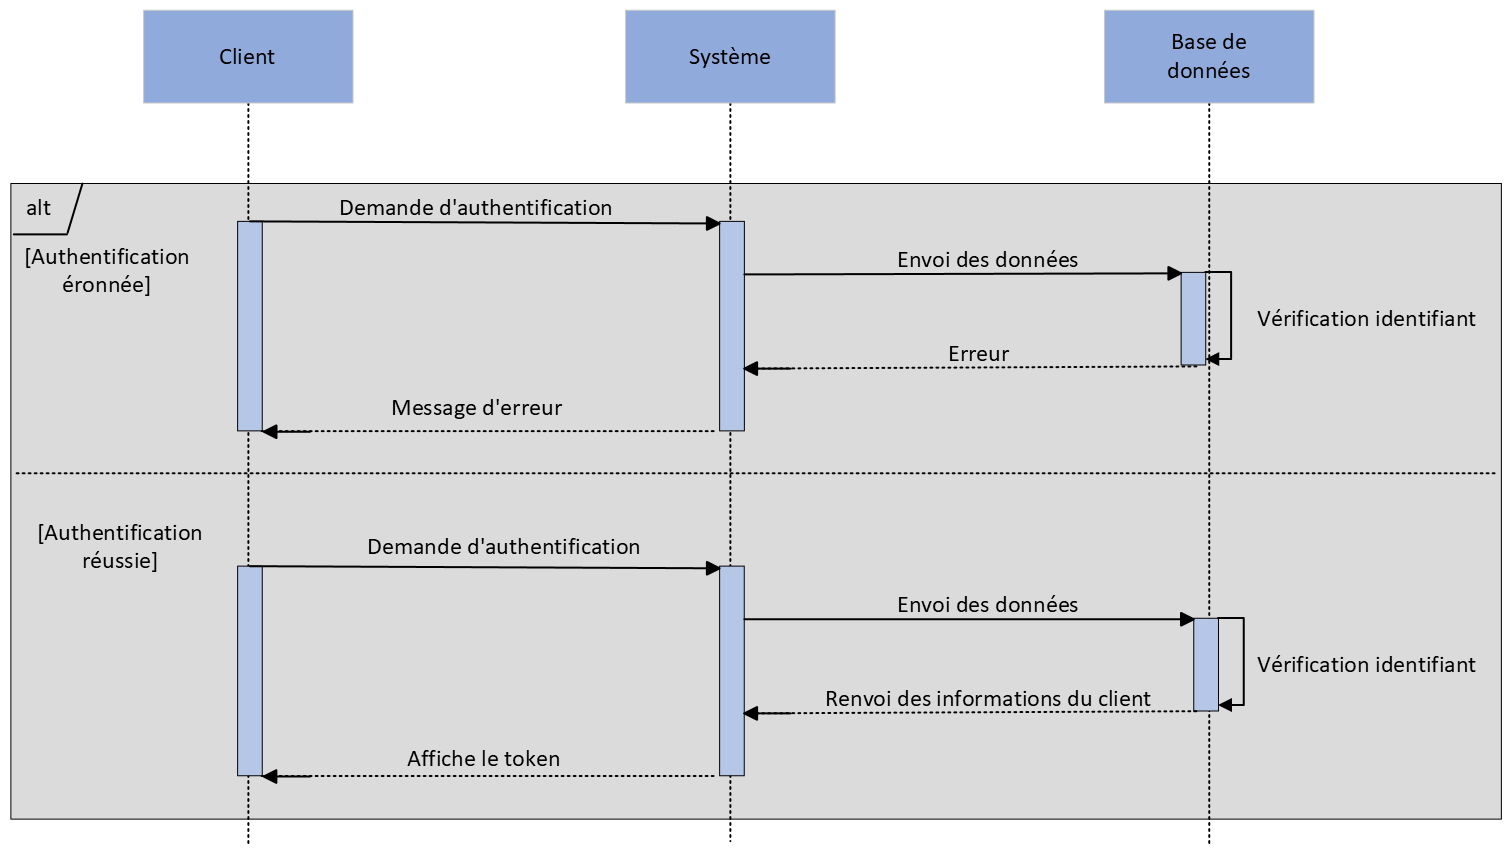 Client
Système
Base de
données
alt
Demande d'authentification
[Authentification
éronnée]
Envoi des données
Vérification identifiant
Erreur
Message d'erreur
[Authentification
réussie]
Demande d'authentification
Envoi des données
Vérification identifiant
Renvoi des informations du client
Affiche le token